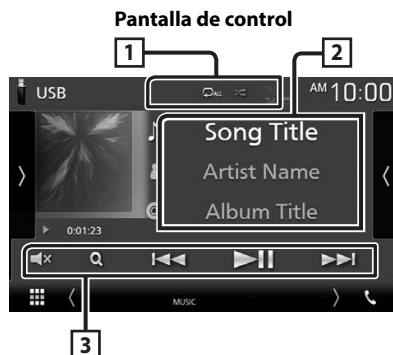 Pantalla de control
1 2
USB
ALL
AM 10:00
Song Title
Artist Name
Album Title
0:01:23
MUSIC
3